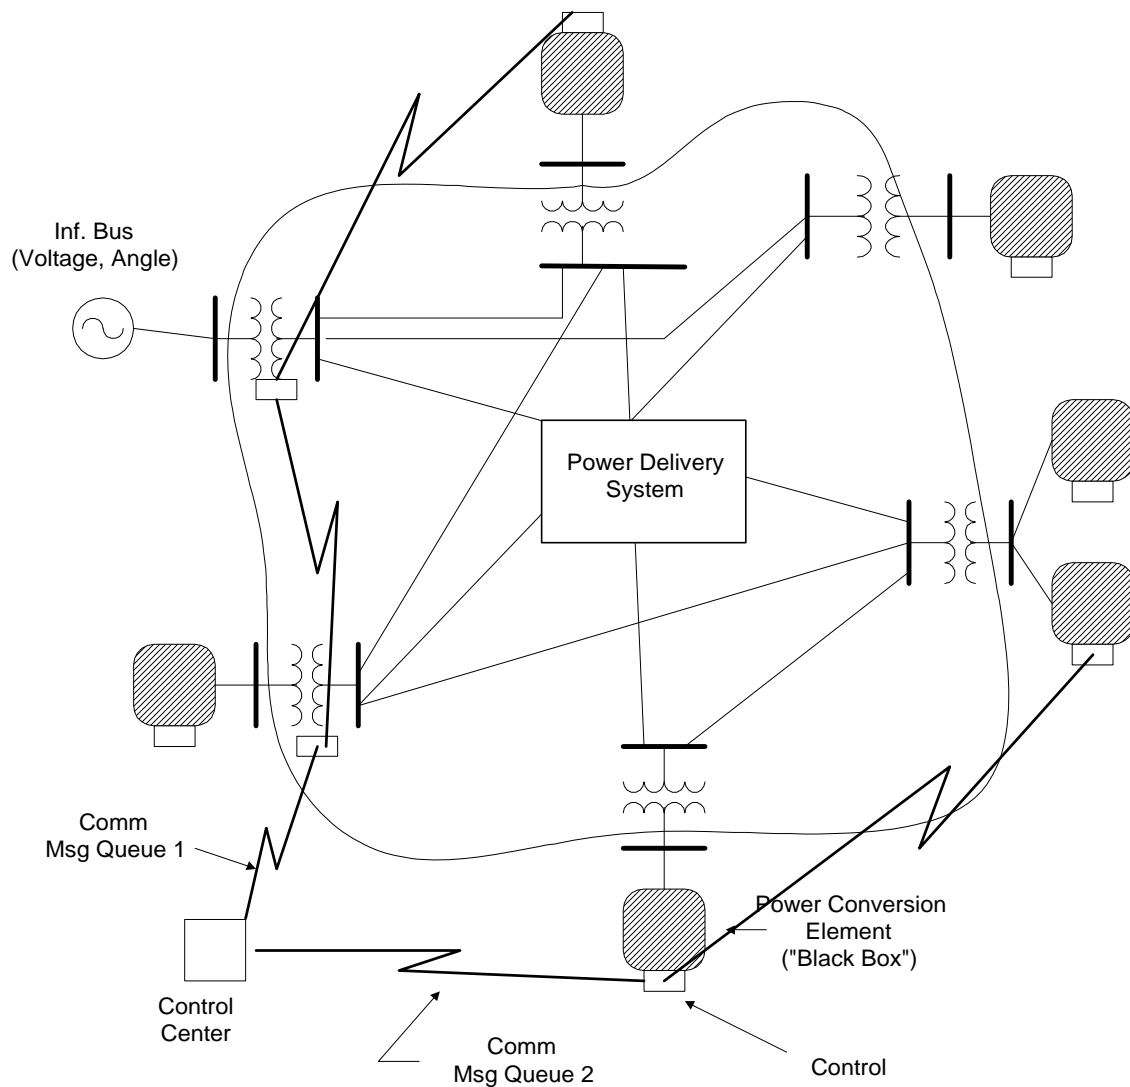 Inf. Bus
(Voltage, Angle)
Power Delivery
System
Comm
Msg Queue 1
Power Conversion
Element
("Black Box")
Control
Center
Comm
Msg Queue 2
Control